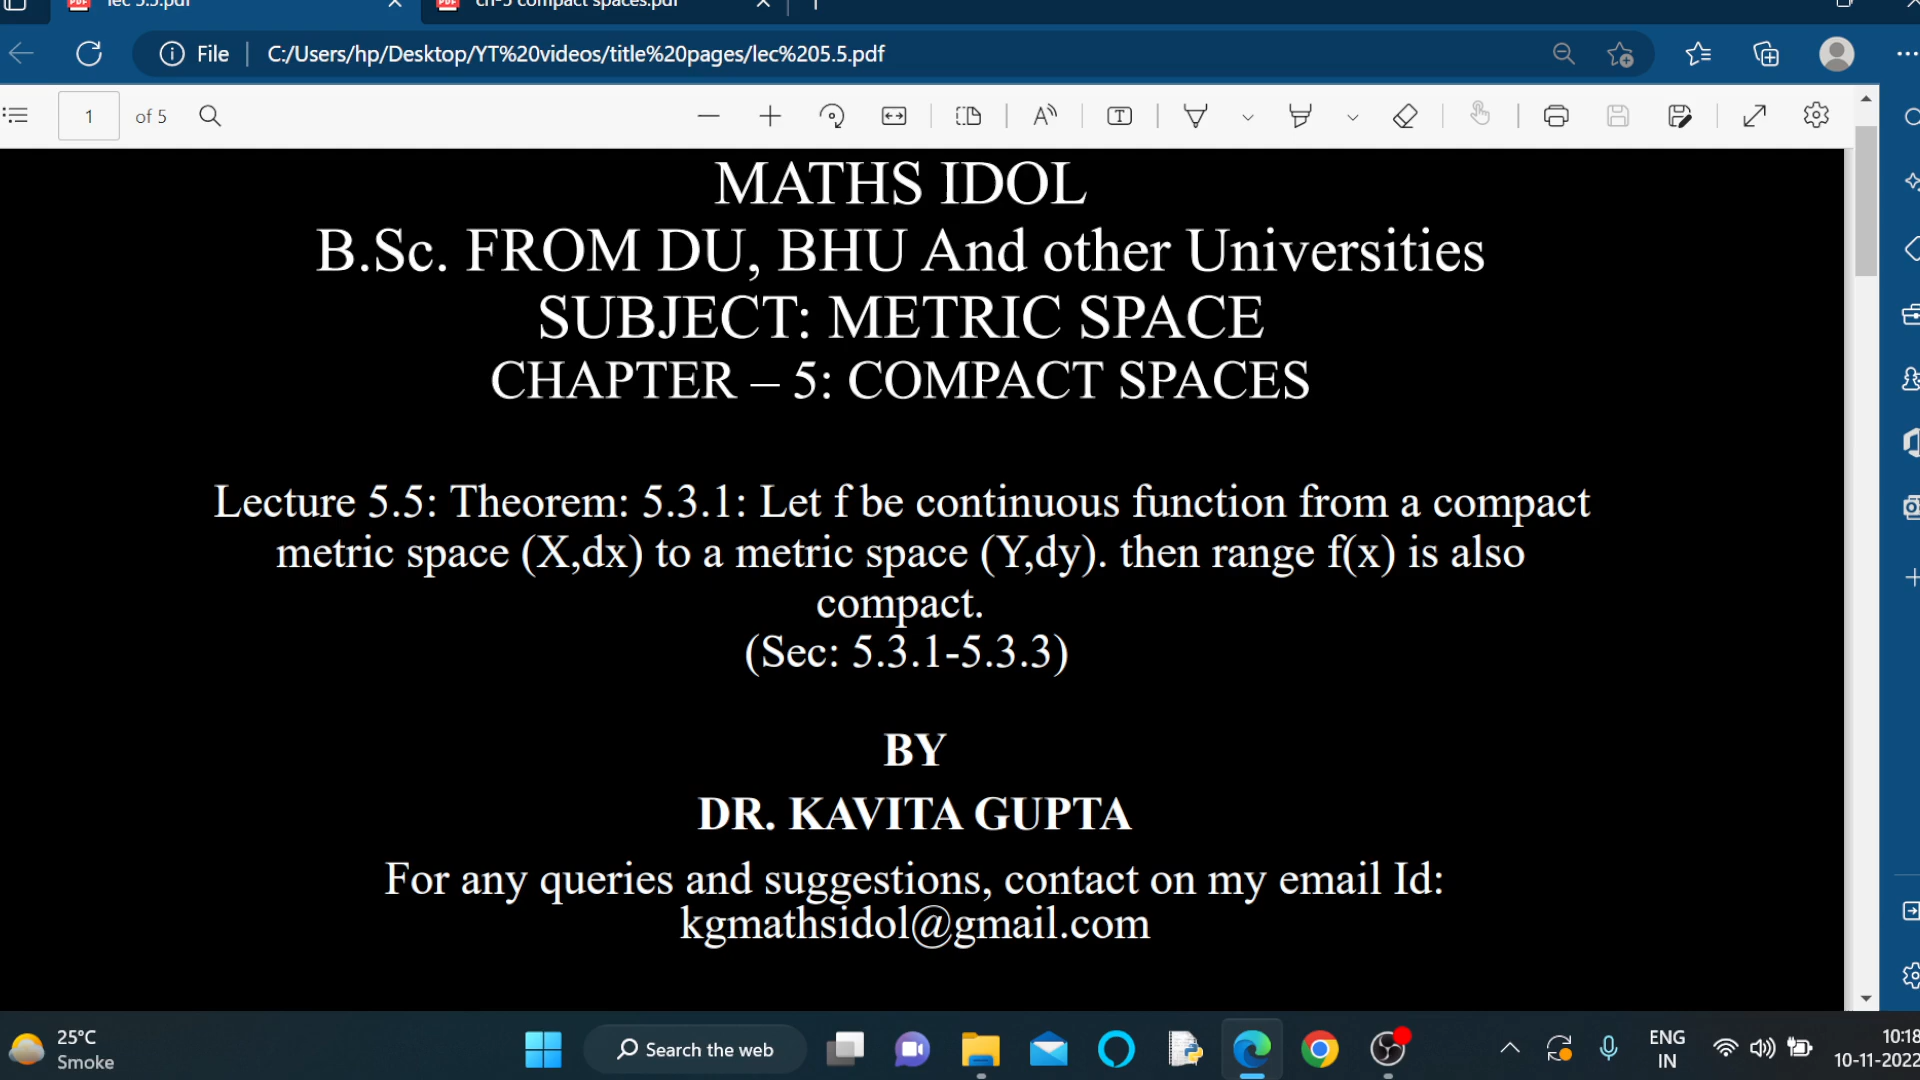 lec 5.5.pdf
ch-5 compact spaces.pdf
File
C:/Users/hp/Desktop/YT%20videos/title%20pages/lec%205.5.pdf
1 of 5
MATHS IDOL
B.Sc. FROM DU, BHU And other Universities
SUBJECT: METRIC SPACE
CHAPTER – 5: COMPACT SPACES
Lecture 5.5: Theorem: 5.3.1: Let f be continuous function from a compact
metric space (X,dx) to a metric space (Y,dy). then range f(x) is also
compact.
(Sec: 5.3.1-5.3.3)
BY
DR. KAVITA GUPTA
For any queries and suggestions, contact on my email Id:
kgmathsidol@gmail.com
25°C
Smoke
Search the web
ENG
IN
10:18
10-11-2022